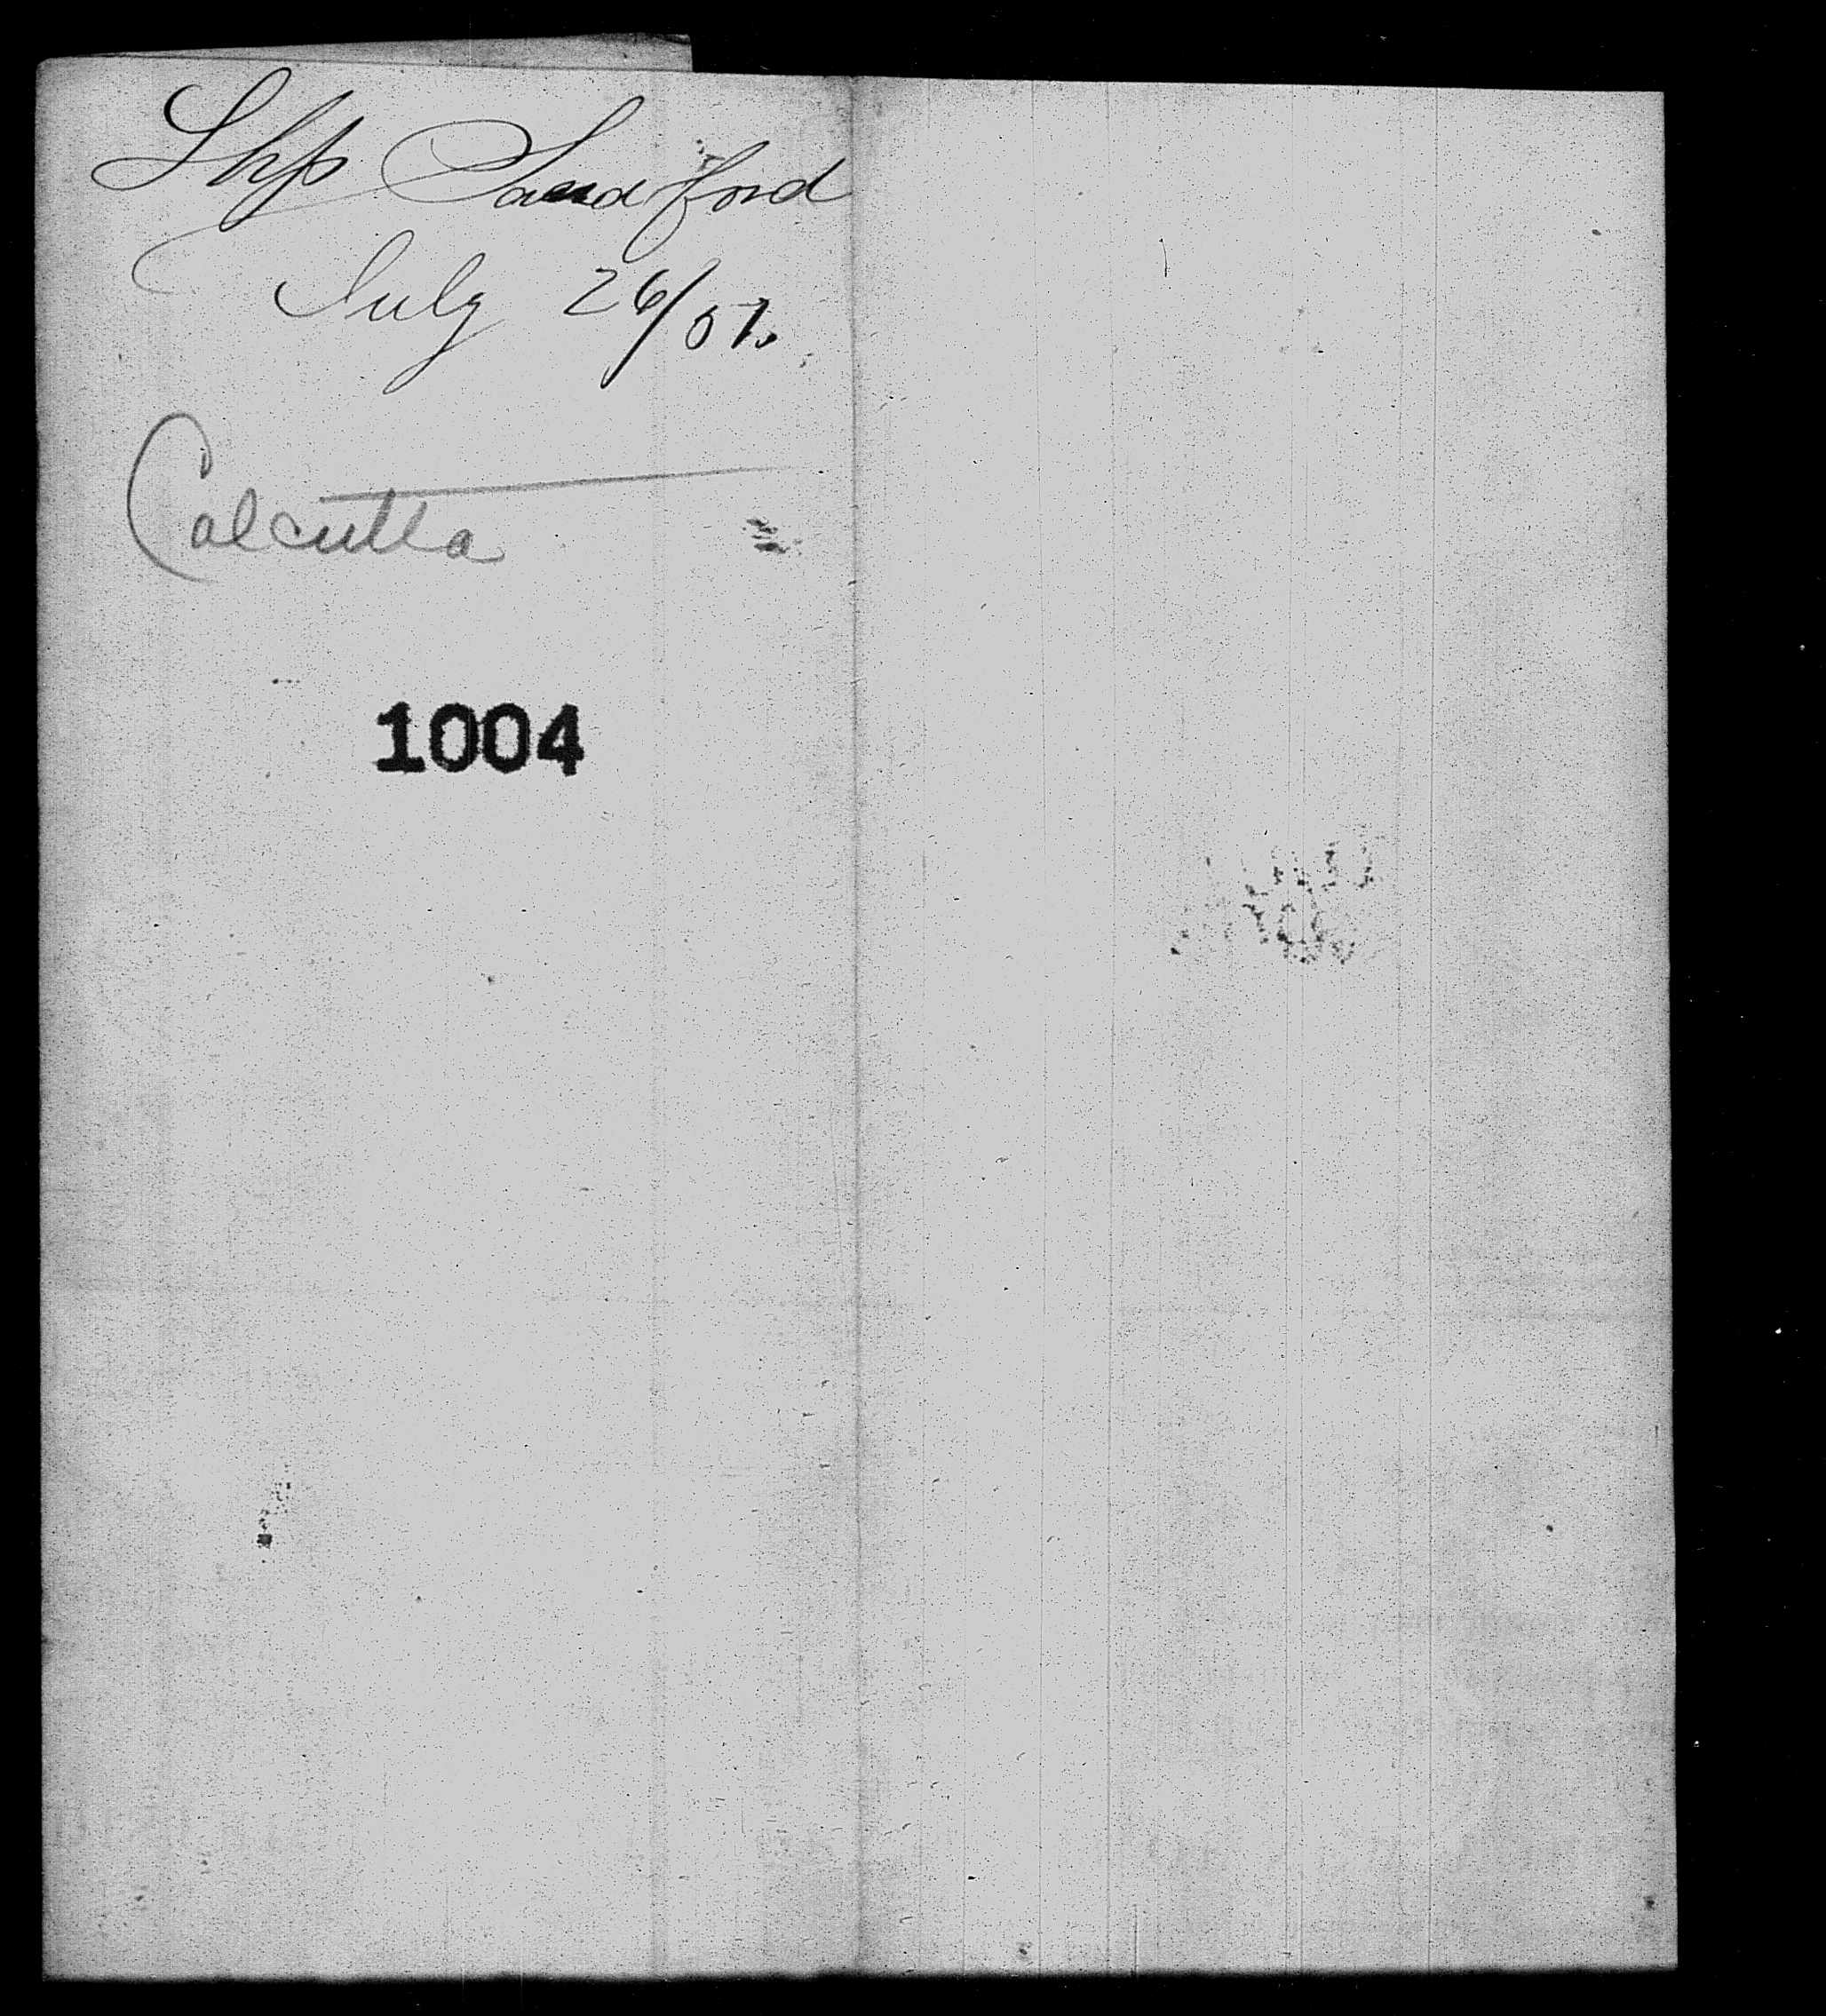 Shp Sandford
July 26/07.
Calcutta
1004